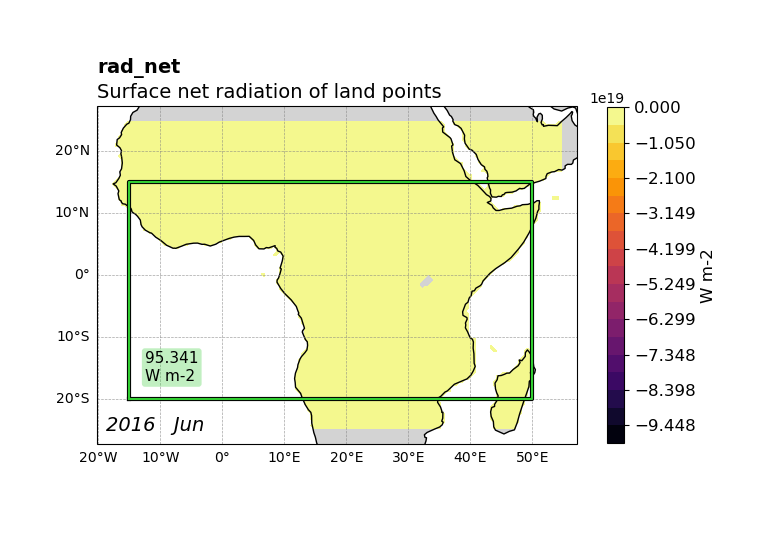 rad_net
Surface net radiation of land points
1e19
0.000
−1.050
−2.100
−3.149
−4.199
−5.249
−6.299
−7.348
−8.398
−9.448
W m-2
20°N
10°N
0°
10°S
20°S
95.341
W m-2
2016 Jun
20°W 10°W 0° 10°E 20°E 30°E 40°E 50°E